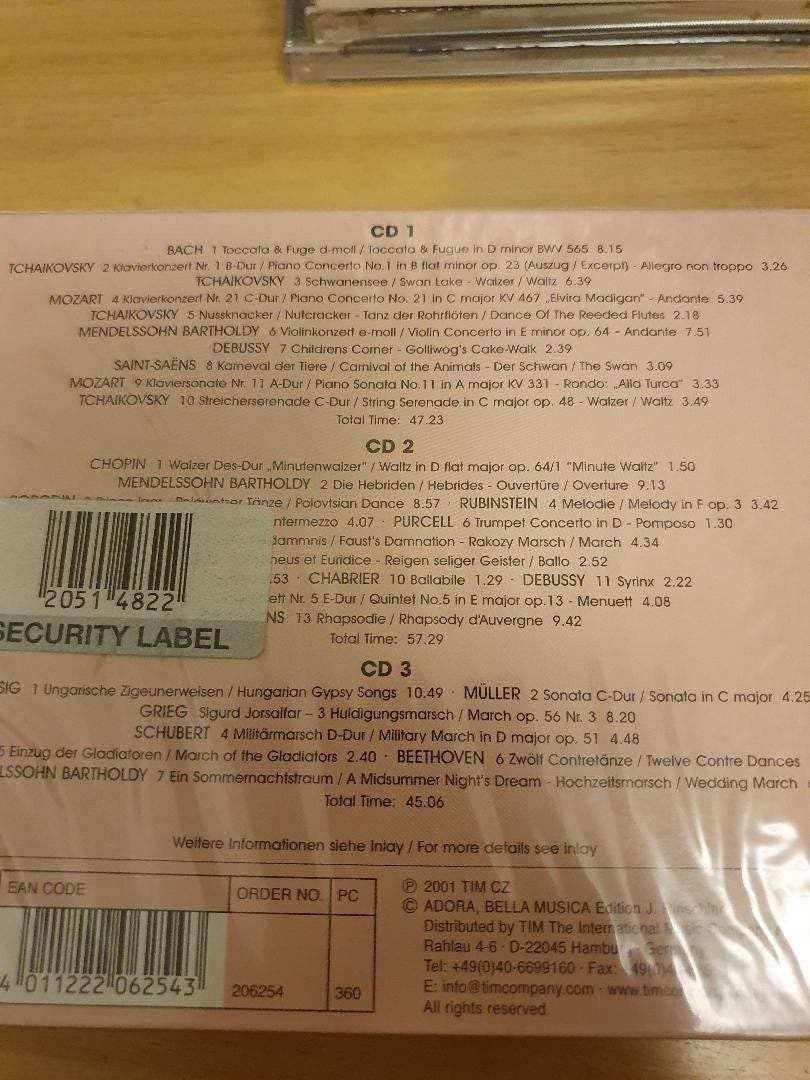 CD 1
BACH 1 Toccata & Fuge d-moll / Toccata & Fugue in D minor BWV 565 8.15
TCHAIKOVSKY 2 Klavierkonzert Nr. 1 B-Dur / Piano Concerto No.1 in B flat minor op. 23 (Auszug / Excerpt) - Allegro non troppo 3.26
TCHAIKOVSKY 3 Schwanensee / Swan Lake - Walzer / Waltz 6.39
MOZART 4 Klavierkonzert Nr. 21 C-Dur / Piano Concerto No. 21 in C major KV 467 „Elvira Madigan" - Andante 5.39
TCHAIKOVSKY 5 Nussknacker / Nutcracker - Tanz der Rohrflöten / Dance Of The Reeded Flutes 2.18
MENDELSSOHN BARTHOLDY 6 Violinkonzert e-moll / Violin Concerto in E minor op. 64 - Andante 7.51
DEBUSSY 7 Childrens Corner - Golliwog's Cake-Walk 2.39
SAINT-SAËNS 8 Karneval der Tiere / Carnival of the Animals - Der Schwan / The Swan 3.09
MOZART 9 Klaviersonate Nr. 11 A-Dur / Piano Sonata No.11 in A major KV 331 - Rondo: „Alla Turca" 3.33
TCHAIKOVSKY 10 Streicherserenade C-Dur / String Serenade in C major op. 48 - Walzer / Waltz 3.49
Total Time: 47.23
CD 2
CHOPIN 1 Walzer Des-Dur „Minutenwalzer" / Waltz in D flat major op. 64/1 "Minute Waltz" 1.50
MENDELSSOHN BARTHOLDY 2 Die Hebriden / Hebrides - Ouvertüre / Overture 9.13
Tänze / Polovtsian Dance 8.57 · RUBINSTEIN 4 Melodie / Melody in F op. 3 3.42
ntermezzo 4.07 · PURCELL 6 Trumpet Concerto in D - Pomposo 1.30
dammnis / Faust's Damnation - Rakozy Marsch / March 4.34
heus et Euridice - Reigen seliger Geister / Ballo 2.52
.53 · CHABRIER 10 Ballabile 1.29 · DEBUSSY 11 Syrinx 2.22
ett Nr. 5 E-Dur / Quintet No.5 in E major op.13 - Menuett 4.08
NS 13 Rhapsodie / Rhapsody d'Auvergne 9.42
Total Time: 57.29
20514822
SECURITY LABEL
CD 3
SIG 1 Ungarische Zigeunerweisen / Hungarian Gypsy Songs 10.49 · MÜLLER 2 Sonata C-Dur / Sonata in C major 4.25
GRIEG Sigurd Jorsalfar – 3 Huldigungsmarsch / March op. 56 Nr. 3 8.20
SCHUBERT 4 Militärmarsch D-Dur / Military March in D major op. 51 4.48
5 Einzug der Gladiatoren / March of the Gladiators 2.40 · BEETHOVEN 6 Zwölf Contretänze / Twelve Contre Dances
LSSOHN BARTHOLDY 7 Ein Sommernachtstraum / A Midsummer Night's Dream - Hochzeitsmarsch / Wedding March
Total Time: 45.06
Weitere Informationen siehe Inlay / For more details see inlay
EAN CODE
4 011222 062543
ORDER NO.
206254
PC
360
℗ 2001 TIM CZ
© ADORA, BELLA MUSICA Edition J.
Distributed by TIM The International Music
Rahlau 4-6 · D-22045 Hamburg Germany
Tel: +49(0)40-6699160 · Fax:
E: info@timcompany.com ·
All rights reserved.